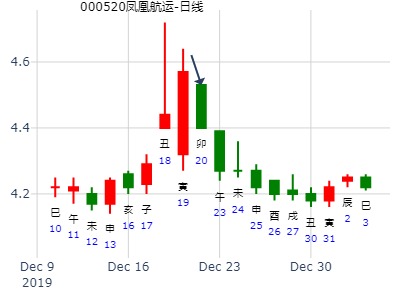 000520凤凰航运-日线
4.6
4.4
4.2
巳 午 未 申 亥 子 丑 寅 卯 午 未 申 酉 戌 丑 寅 辰 巳
10 11 12 13 16 17 18 19 20 23 24 25 26 27 30 31 2 3
Dec 9 Dec 16 Dec 23 Dec 30
2019